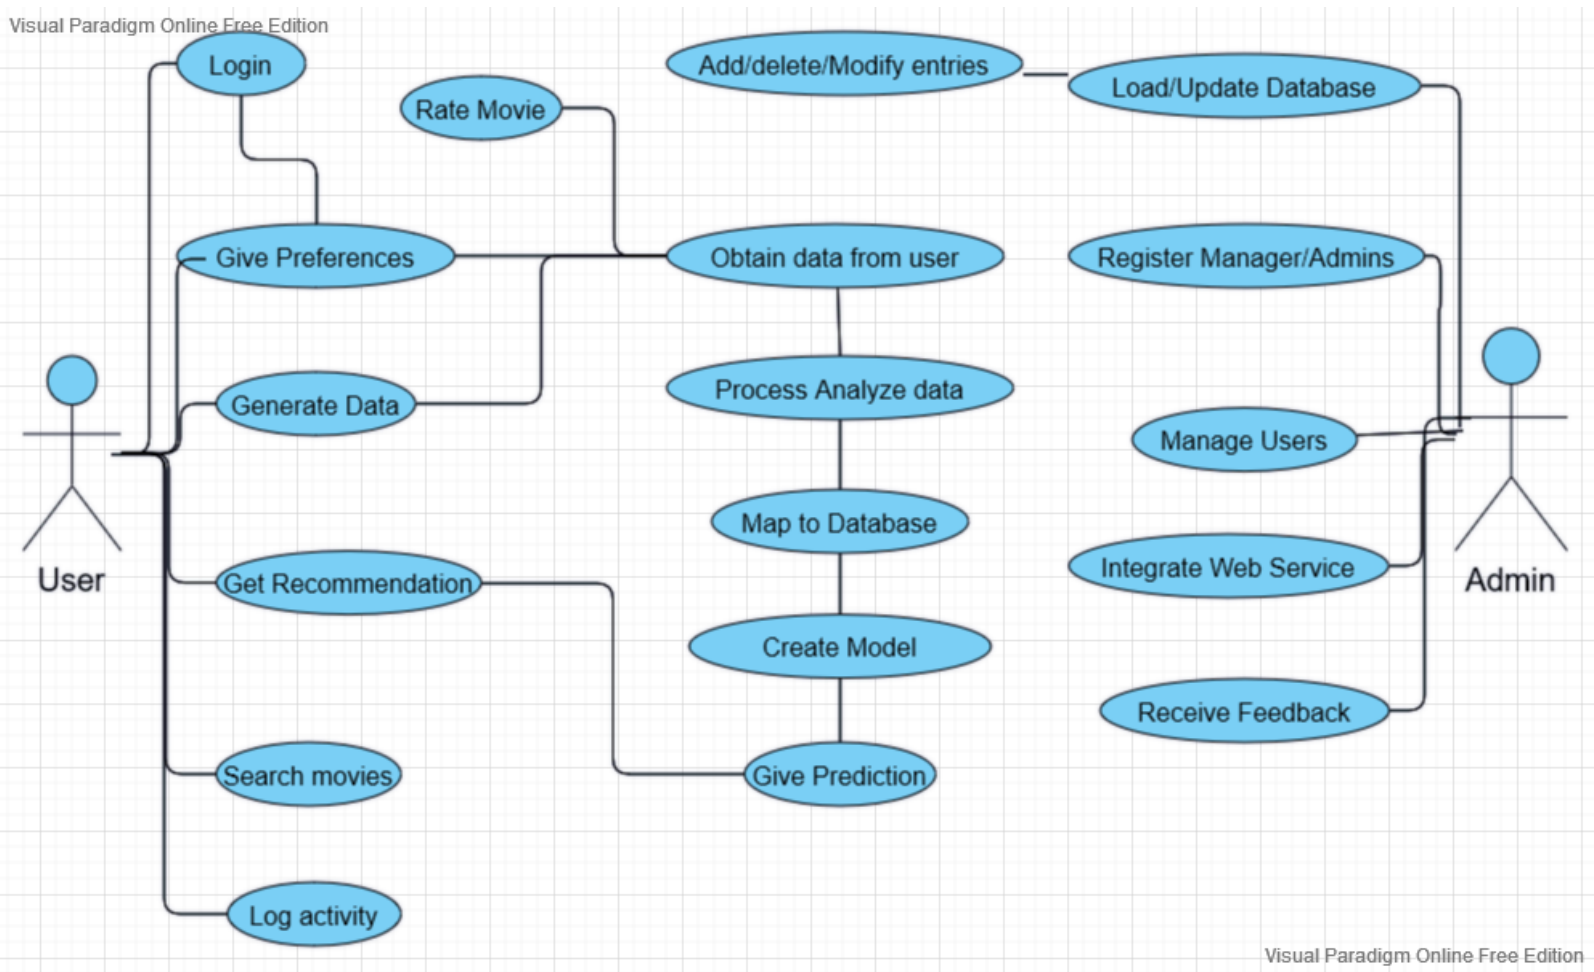 Visual Paradigm Online Free Edition
Login
Add/delete/Modify entries
Load/Update Database
Rate Movie
Give Preferences
Obtain data from user
Register Manager/Admins
Generate Data
Process Analyze data
Manage Users
Map to Database
User
Get Recommendation
Integrate Web Service
Admin
Create Model
Receive Feedback
Search movies
Give Prediction
Log activity
Visual Paradigm Online Free Edition